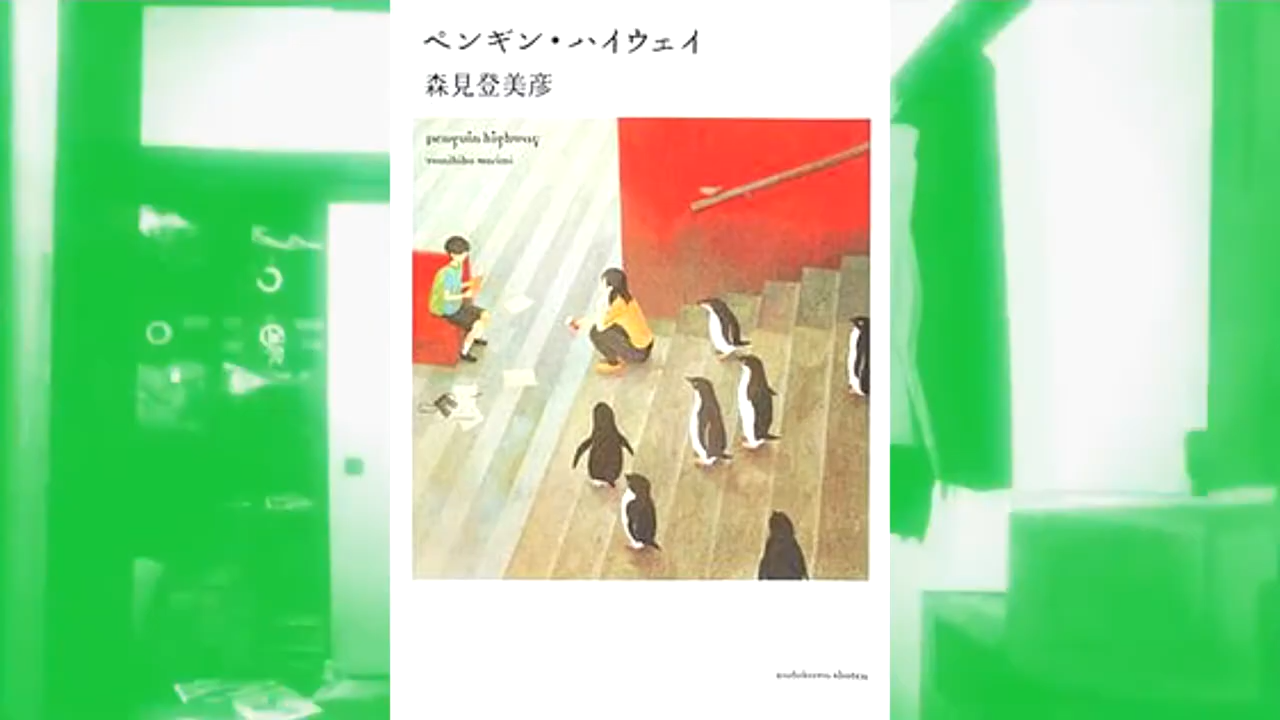 ペンギン・ハイウェイ
森見登美彦
penguin highway
tomihiko morimi
kadokawa shoten